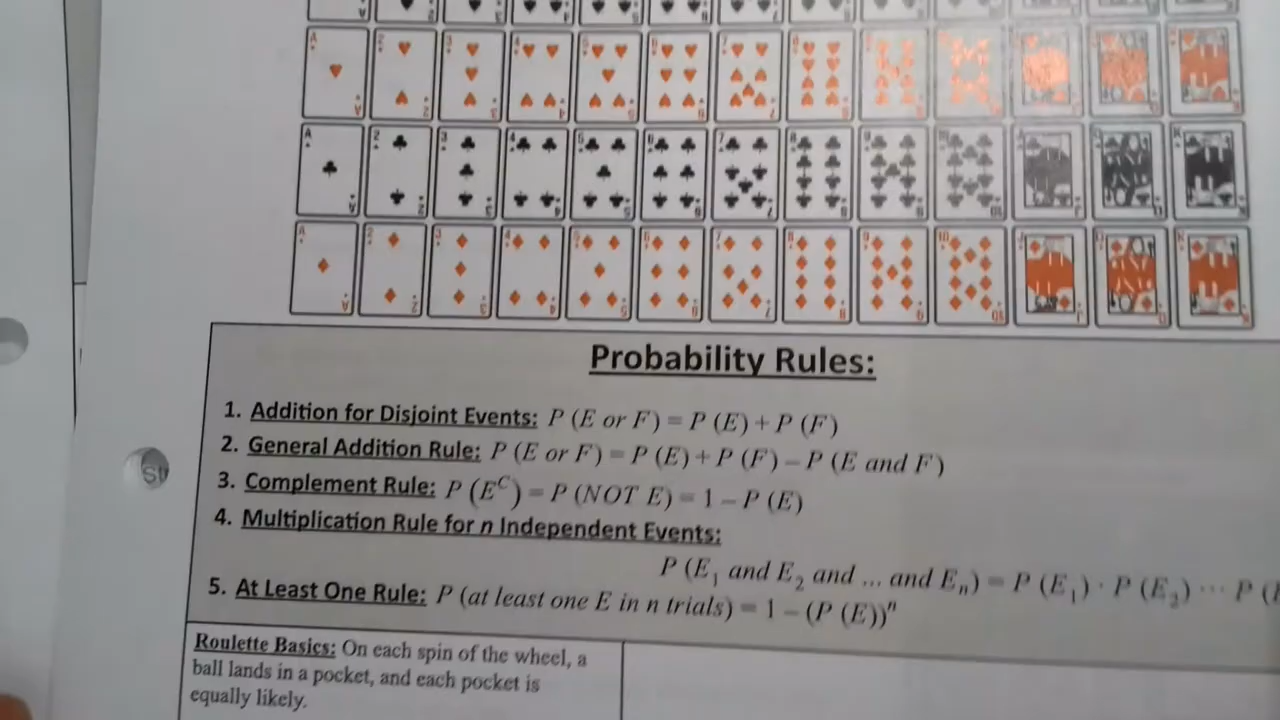 Probability Rules:
1. Addition for Disjoint Events: P (E or F) = P (E) + P (F)
2. General Addition Rule: P (E or F) = P (E) + P (F) – P (E and F)
3. Complement Rule: P (E^C) = P (NOT E) = 1 – P (E)
4. Multiplication Rule for n Independent Events:
P (E₁ and E₂ and ... and Eₙ) = P (E₁) · P (E₂) ··· P (
5. At Least One Rule: P (at least one E in n trials) = 1 – (P (E))ⁿ
Roulette Basics: On each spin of the wheel, a
ball lands in a pocket, and each pocket is
equally likely.